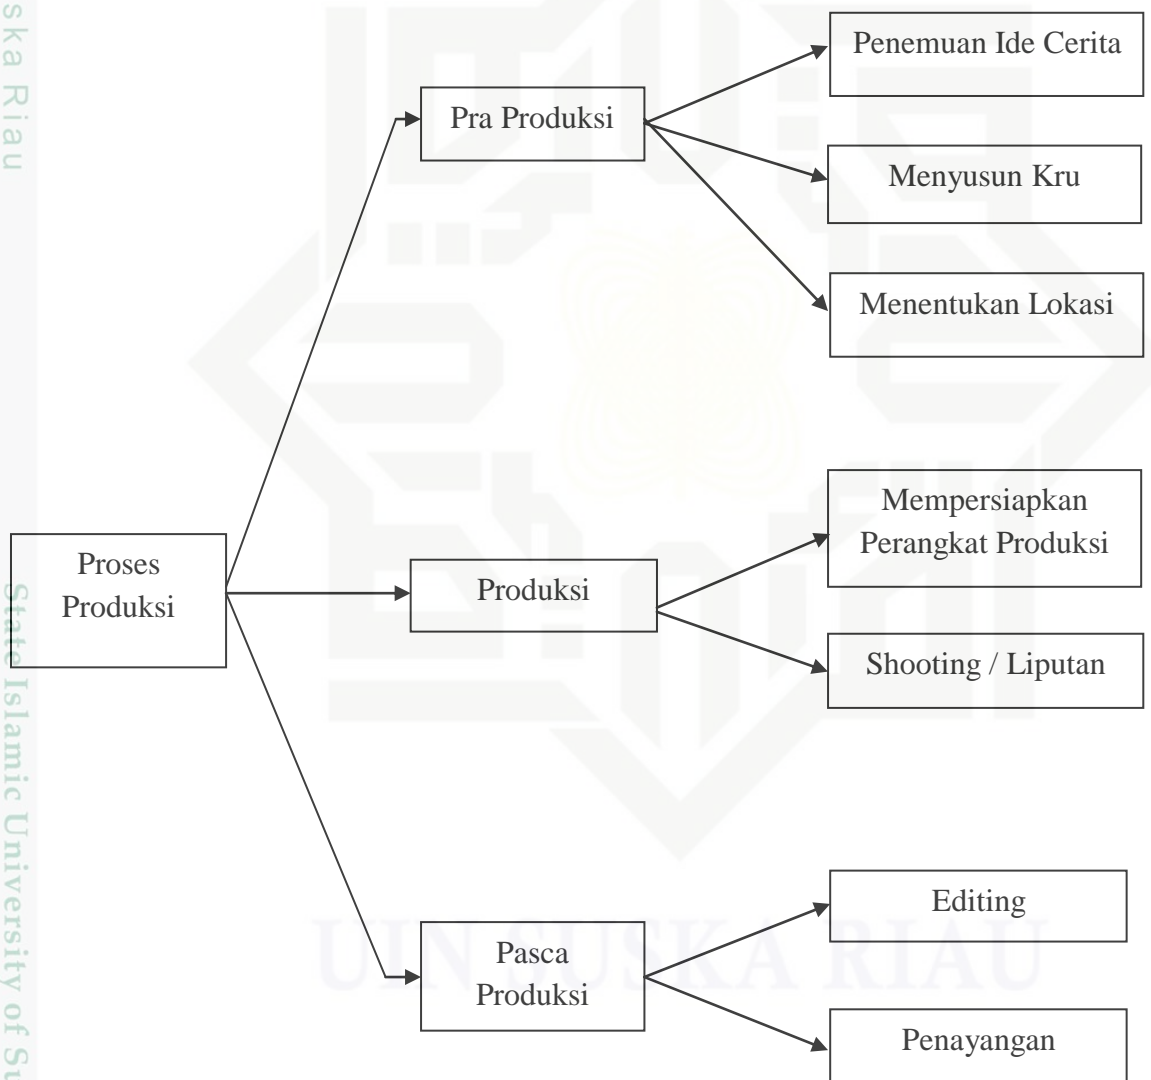 Penemuan Ide Cerita
Pra Produksi
Menyusun Kru
Menentukan Lokasi
Mempersiapkan
Perangkat Produksi
Proses
Produksi
Produksi
Shooting / Liputan
Editing
Pasca
Produksi
Penayangan
UIN SUSKA RIAU
ska Riau
State Islamic University of Su